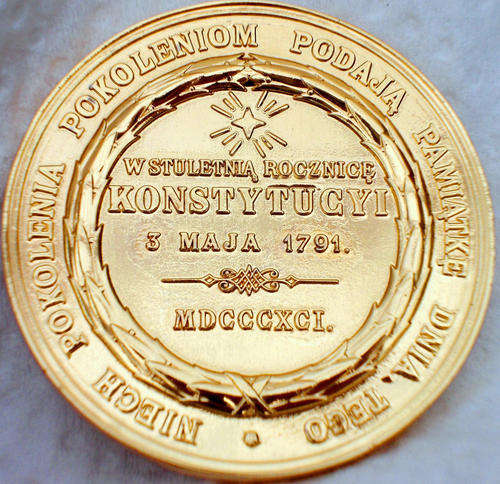 NIECH POKOLENIA POKOLENIOM PODAJĄ PAMIĄTKĘ DNIA TEGO
W STULETNIĄ ROCZNICĘ
KONSTYTUCYI
3 MAJA 1791.
MDCCCXCI.